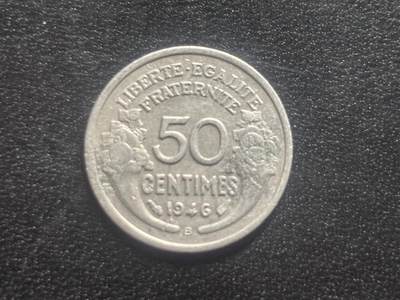 LIBERTE-EGALITE
FRATERNITE
50
CENTIMES
1946
B